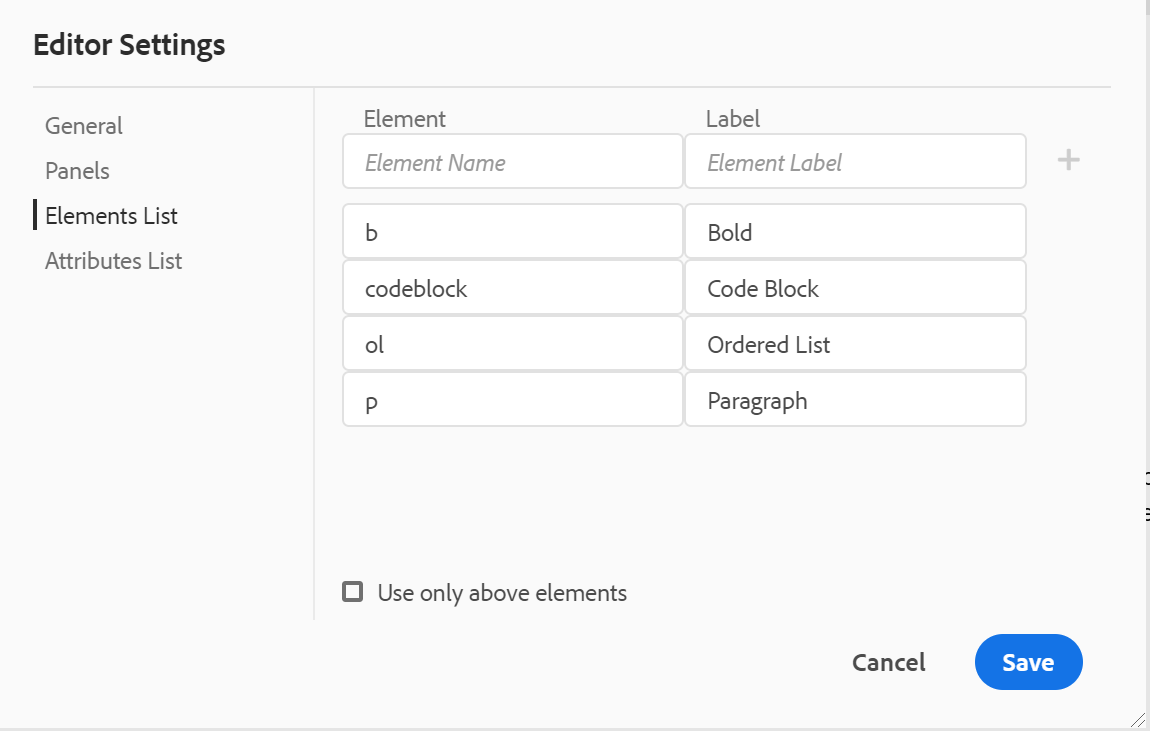 Editor Settings
General
Panels
Elements List
Attributes List
Element Label
Element Name Element Label
b Bold
codeblock Code Block
ol Ordered List
p Paragraph
Use only above elements
Cancel Save